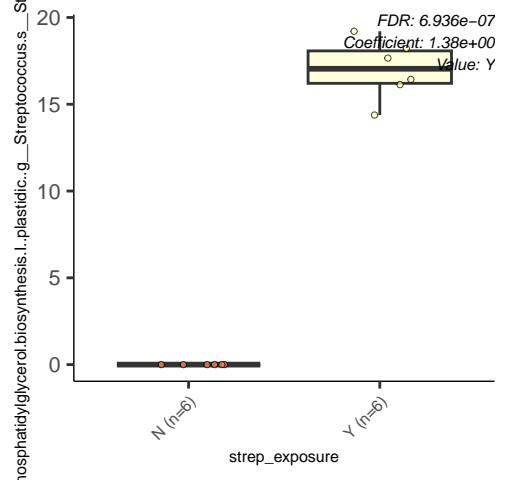 hosphatidylglycerol.biosynthesis.I..plastidic..g__Streptococcus.s__St
20
15
10
5
0
FDR: 6.936e−07
Coefficient: 1.38e+00
Value: Y
N (n=6)
Y (n=6)
strep_exposure